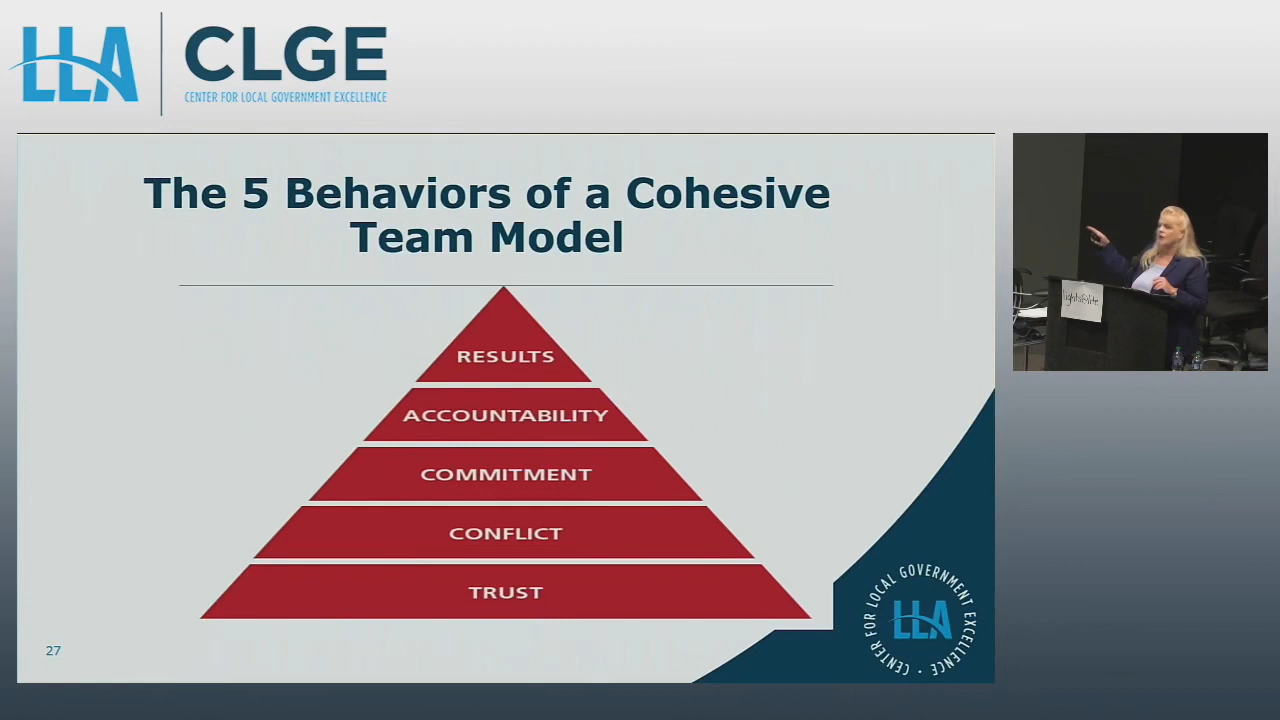 LLA
CLGE
CENTER FOR LOCAL GOVERNMENT EXCELLENCE
The 5 Behaviors of a Cohesive
Team Model
RESULTS
ACCOUNTABILITY
COMMITMENT
CONFLICT
TRUST
27
CENTER FOR LOCAL GOVERNMENT EXCELLENCE
LLA